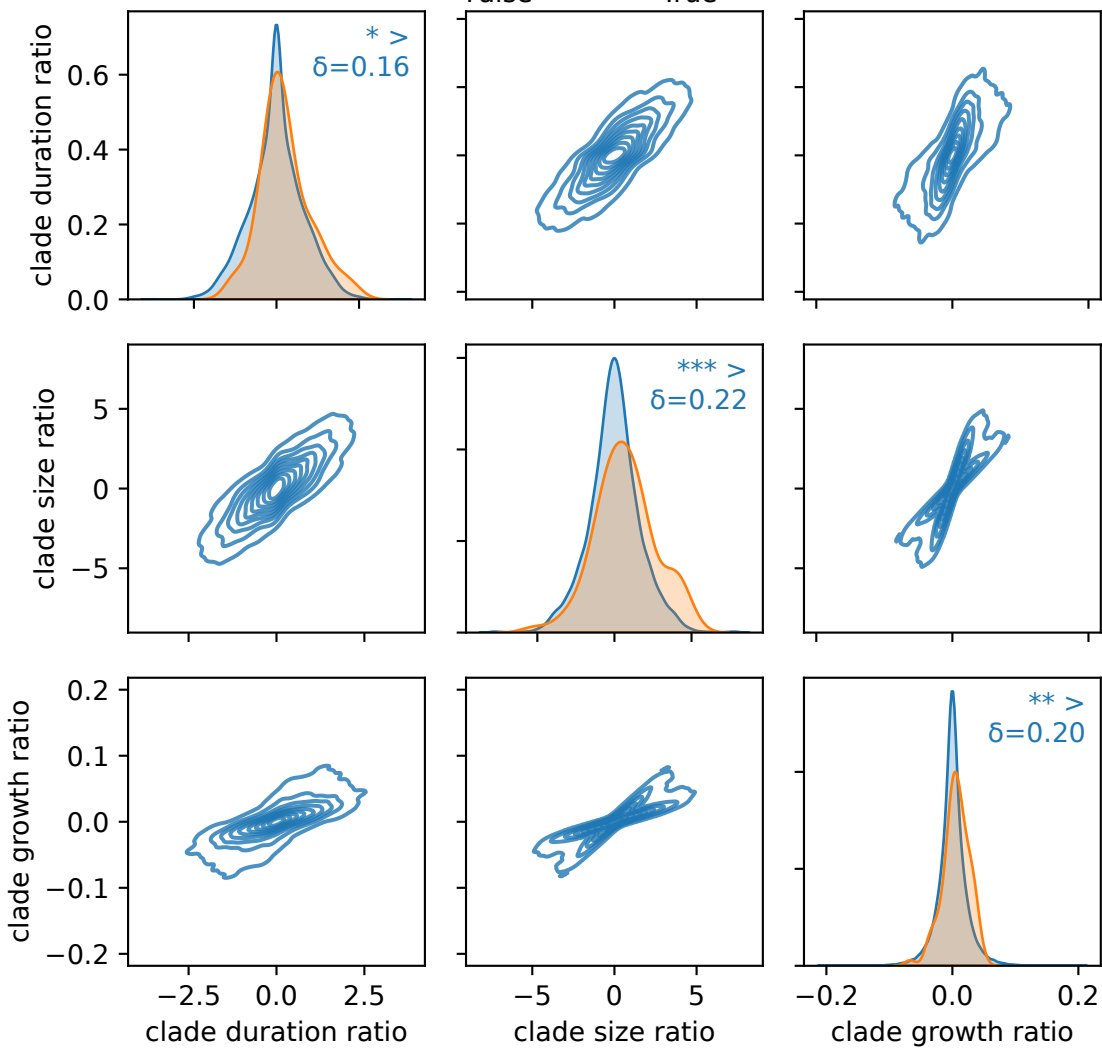 clade duration ratio
0.6
0.4
0.2
0.0
* >
δ=0.16
clade size ratio
5
0
−5
*** >
δ=0.22
clade growth ratio
0.2
0.1
0.0
−0.1
−0.2
** >
δ=0.20
−2.5 0.0 2.5
−5 0 5
−0.2 0.0 0.2
clade duration ratio
clade size ratio
clade growth ratio